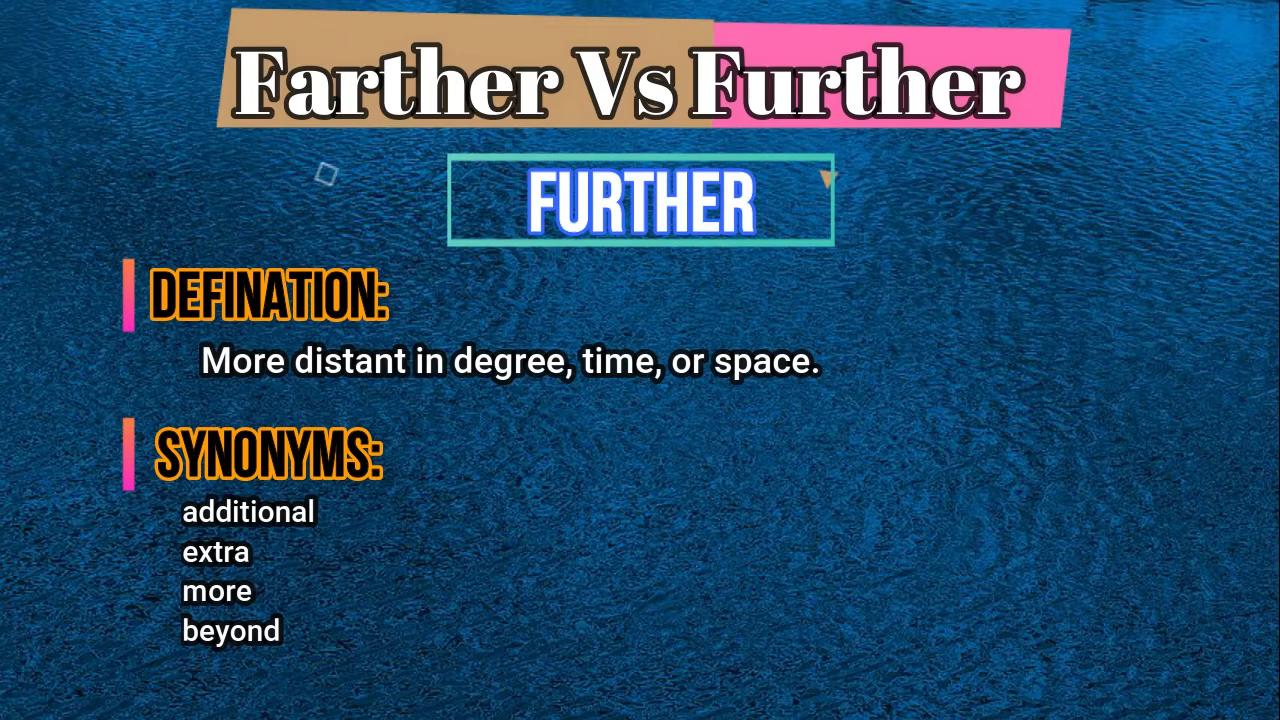 Farther Vs Further
FURTHER
DEFINATION:
More distant in degree, time, or space.
SYNONYMS:
additional
extra
more
beyond